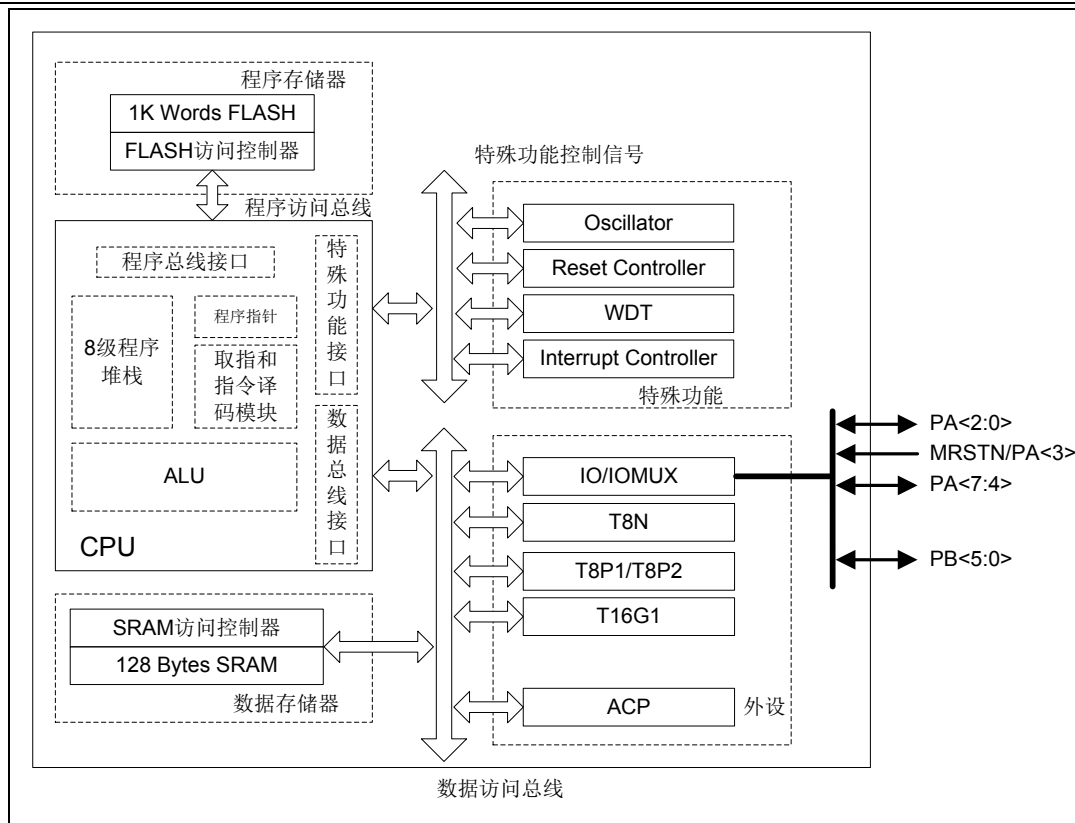 程序存储器
1K Words FLASH
FLASH访问控制器
程序访问总线
程序总线接口
8级程序
堆栈
程序指针
取指和
指令译
码模块
特
殊
功
能
接
口
数
据
总
线
接
口
ALU
CPU
SRAM访问控制器
128 Bytes SRAM
数据存储器
特殊功能控制信号
Oscillator
Reset Controller
WDT
Interrupt Controller
特殊功能
IO/IOMUX
T8N
T8P1/T8P2
T16G1
ACP
外设
数据访问总线
PA<2:0>
MRSTN/PA<3>
PA<7:4>
PB<5:0>